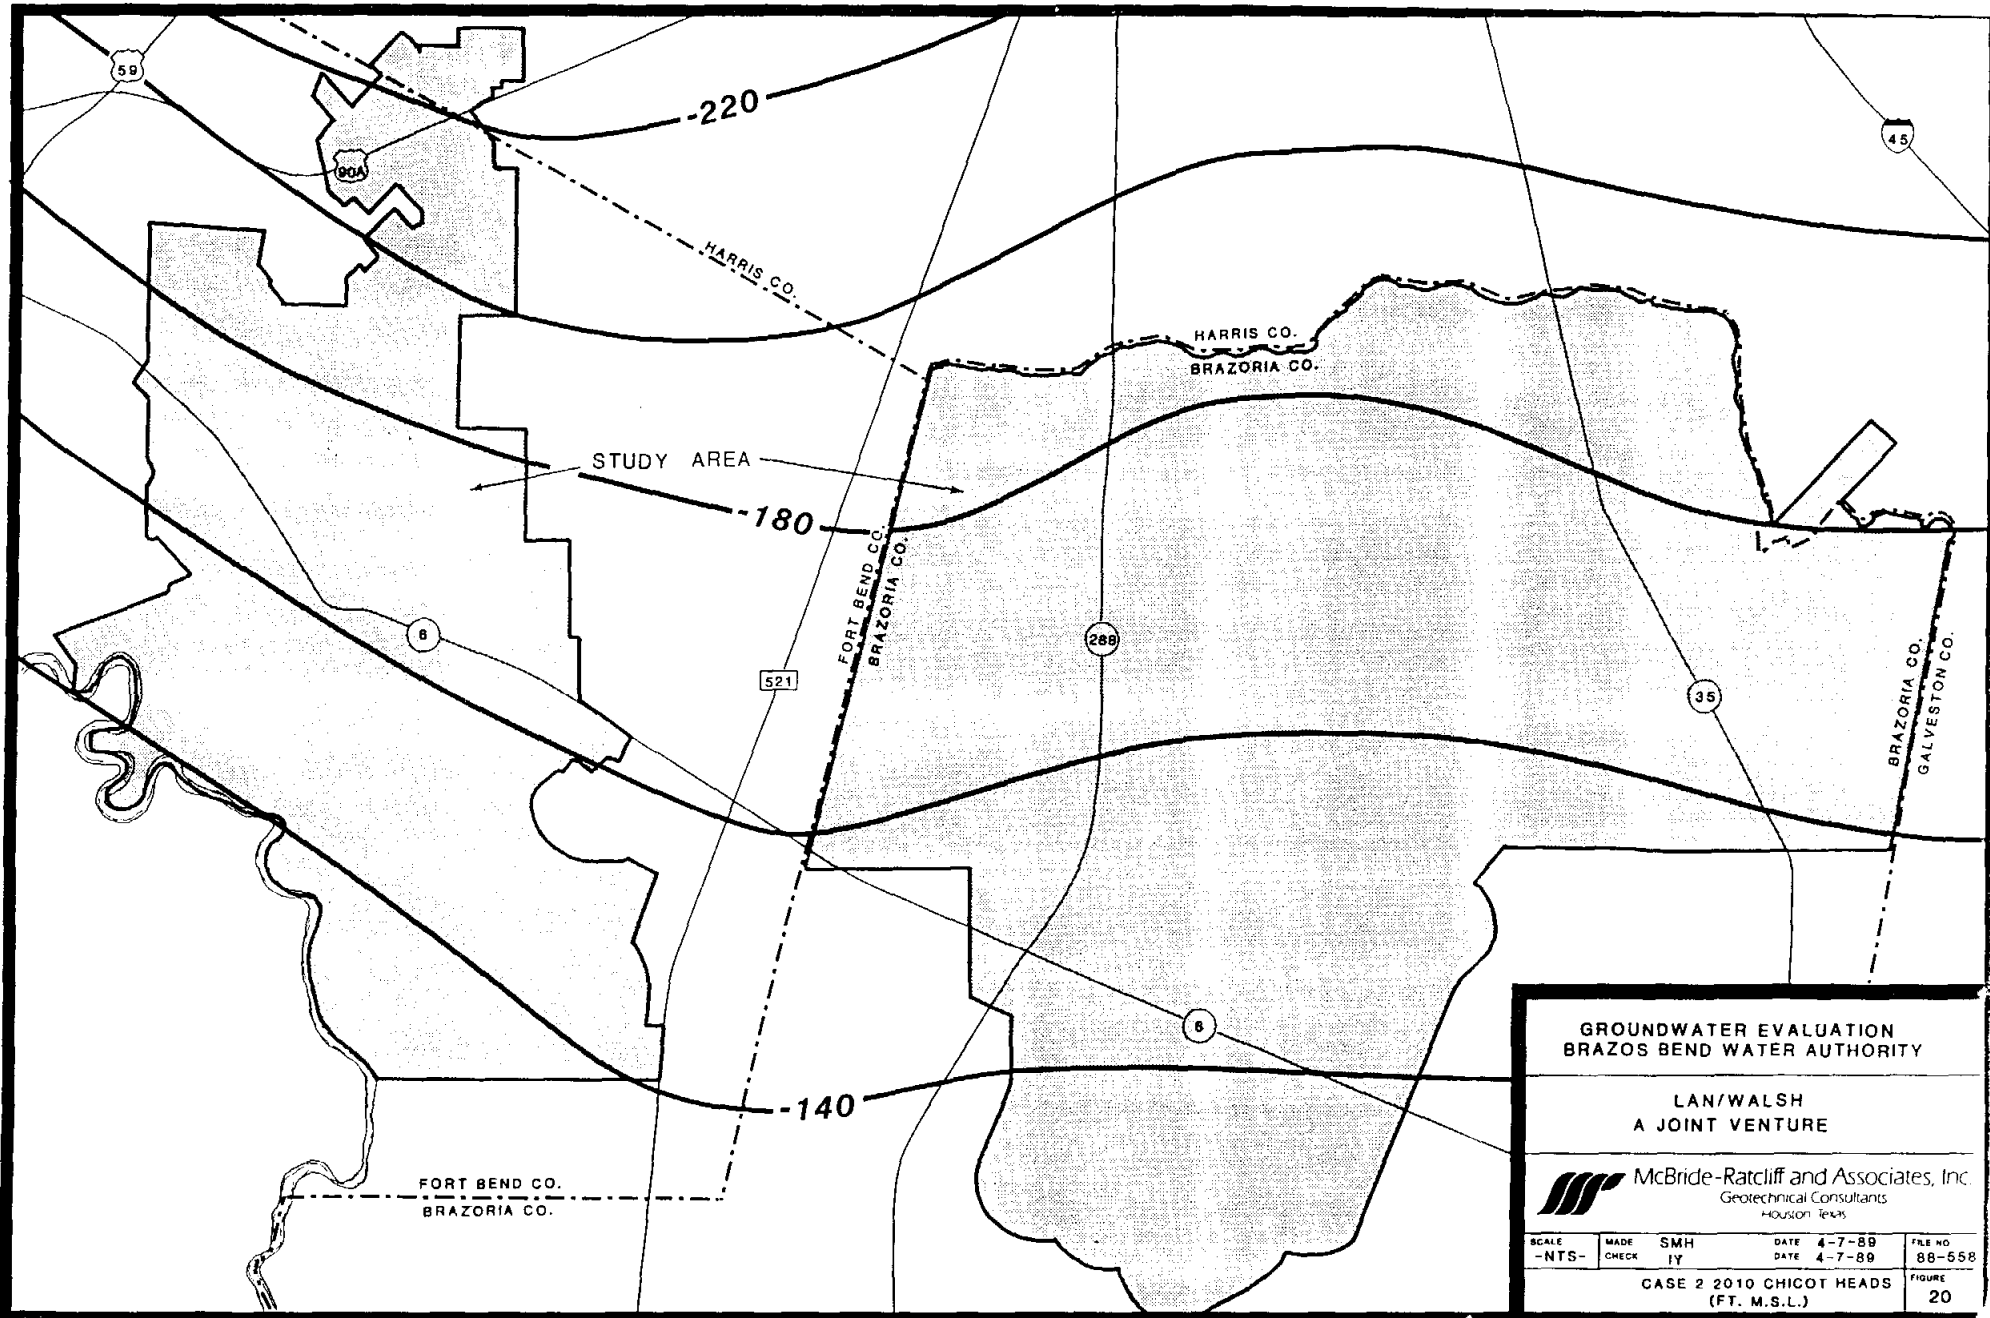 59
-220
45
90A
HARRIS CO.
HARRIS CO.
BRAZORIA CO.
STUDY AREA
-180
FORT BEND CO.
BRAZORIA CO.
6
288
521
35
BRAZORIA CO.
GALVESTON CO.
6
-140
FORT BEND CO.
BRAZORIA CO.
GROUNDWATER EVALUATION
BRAZOS BEND WATER AUTHORITY
LAN/WALSH
A JOINT VENTURE
McBride-Ratcliff and Associates, Inc.
Geotechnical Consultants
Houston Texas
SCALE
-NTS-
MADE SMH DATE 4-7-89
CHECK IY DATE 4-7-89
FILE NO
88-558
CASE 2 2010 CHICOT HEADS
(FT. M.S.L.)
FIGURE
20